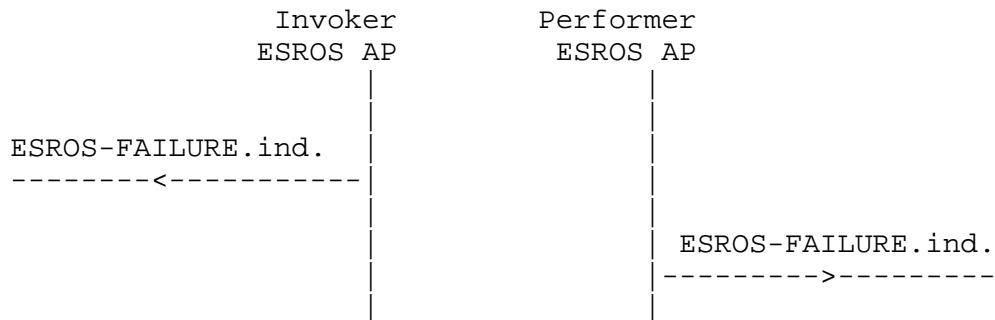 Invoker Performer
ESROS AP ESROS AP
ESROS-FAILURE.ind.
ESROS-FAILURE.ind.